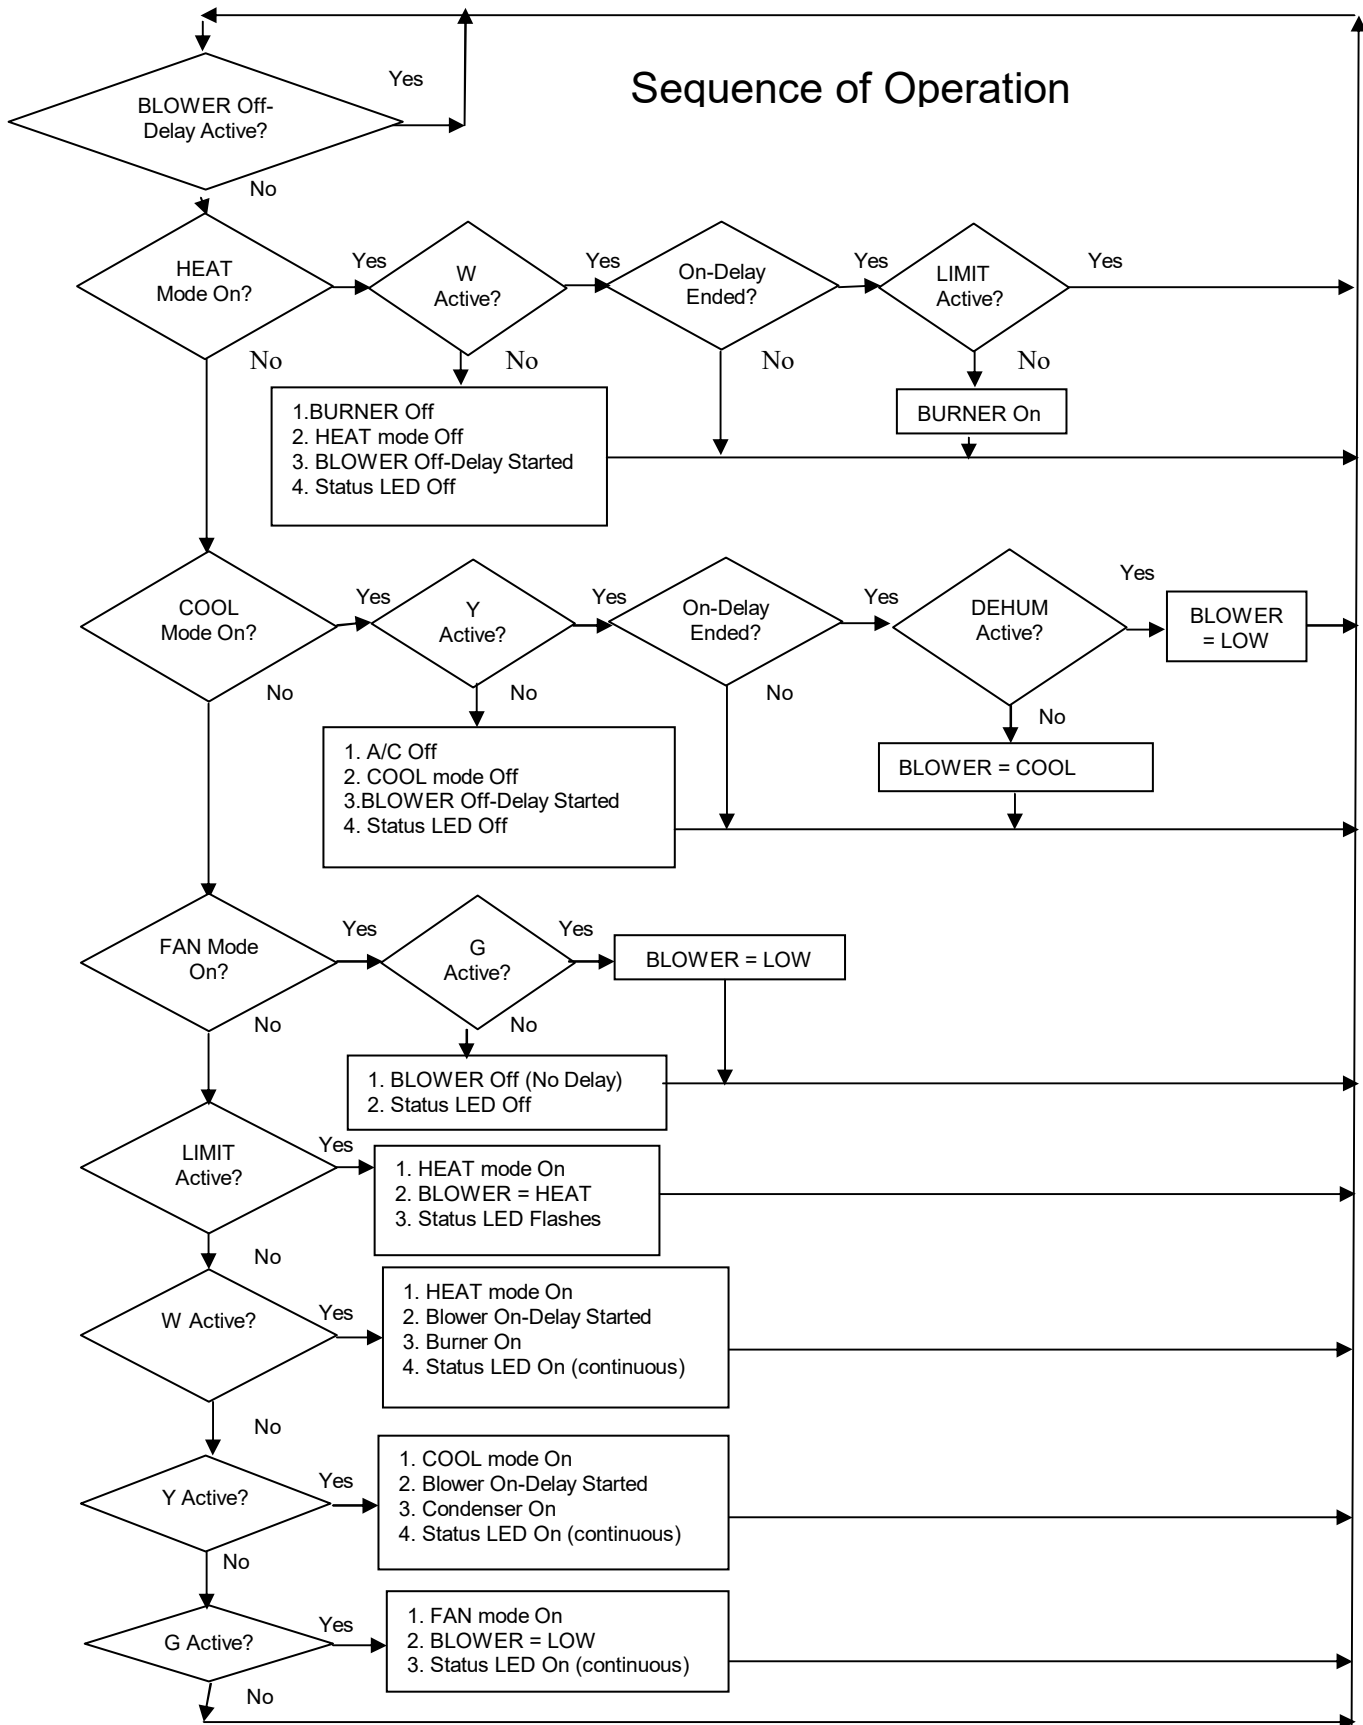 Sequence of Operation
BLOWER Off-
Delay Active?
Yes
No
HEAT
Mode On?
Yes
No
W
Active?
Yes
No
On-Delay
Ended?
Yes
No
LIMIT
Active?
Yes
No
1.BURNER Off
2. HEAT mode Off
3. BLOWER Off-Delay Started
4. Status LED Off
BURNER On
COOL
Mode On?
Yes
No
Y
Active?
Yes
No
On-Delay
Ended?
Yes
No
DEHUM
Active?
Yes
No
BLOWER
= LOW
1. A/C Off
2. COOL mode Off
3.BLOWER Off-Delay Started
4. Status LED Off
BLOWER = COOL
FAN Mode
On?
Yes
No
G
Active?
Yes
No
BLOWER = LOW
1. BLOWER Off (No Delay)
2. Status LED Off
LIMIT
Active?
Yes
No
1. HEAT mode On
2. BLOWER = HEAT
3. Status LED Flashes
W Active?
Yes
No
1. HEAT mode On
2. Blower On-Delay Started
3. Burner On
4. Status LED On (continuous)
Y Active?
Yes
No
1. COOL mode On
2. Blower On-Delay Started
3. Condenser On
4. Status LED On (continuous)
G Active?
Yes
No
1. FAN mode On
2. BLOWER = LOW
3. Status LED On (continuous)